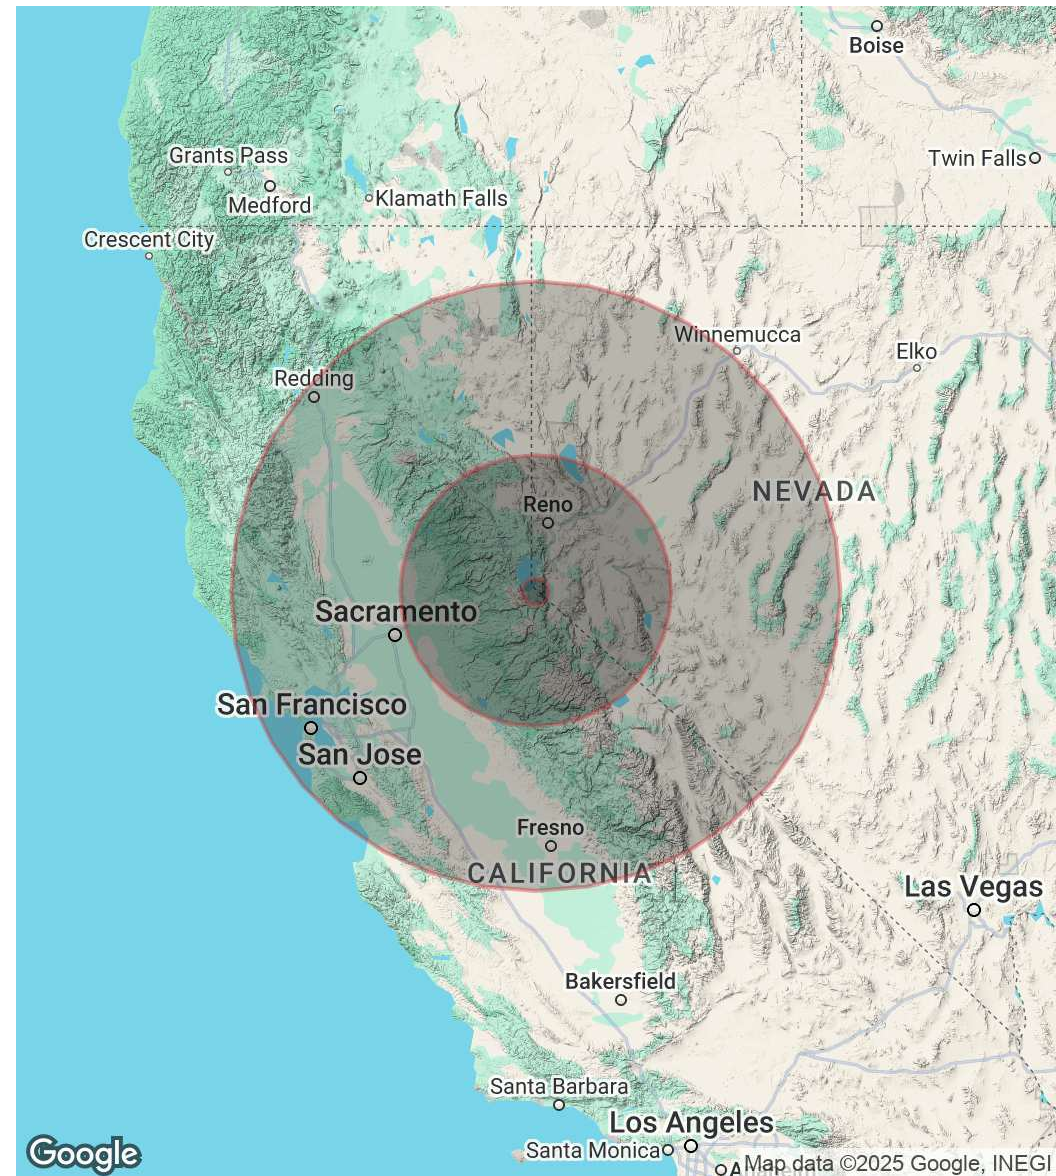 Boise
Grants Pass
Twin Falls
Medford
Klamath Falls
Crescent City
Winnemucca
Elko
Redding
NEVADA
Reno
Sacramento
San Francisco
San Jose
Fresno
CALIFORNIA
Las Vegas
Bakersfield
Santa Barbara
Los Angeles
Santa Monica
Google
Map data ©2025 Google, INEGI